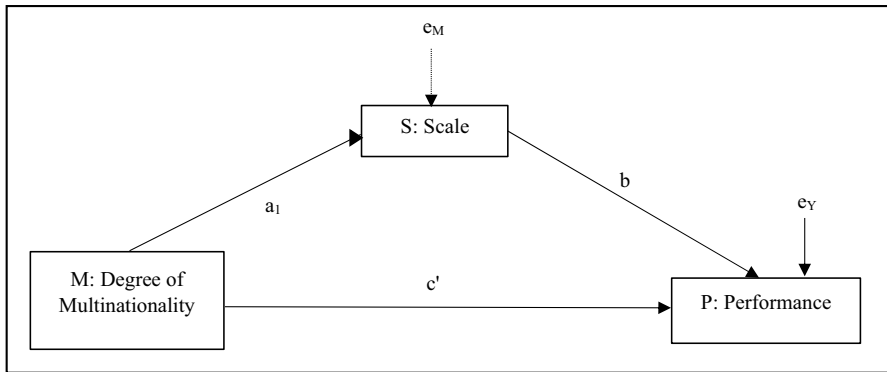 eM
S: Scale
b
a1
eY
M: Degree of
Multinationality
c'
P: Performance